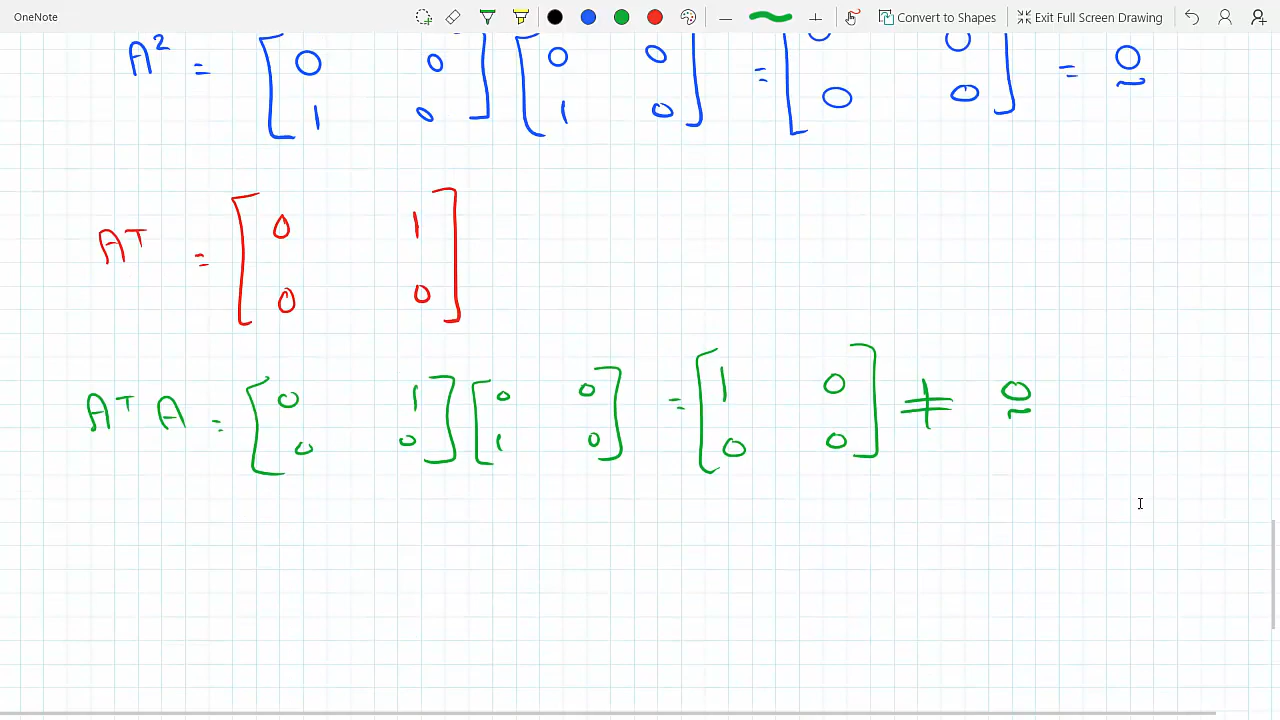 OneNote Convert to Shapes Exit Full Screen Drawing
A² = [0 0 [0 0 = [0 0 = 0
1 0] 1 0] 0 0]
Aᵀ = [0 1
0 0]
Aᵀ A = [0 1 [0 0 = [1 0 ≠ 0
0 0] 1 0] 0 0]